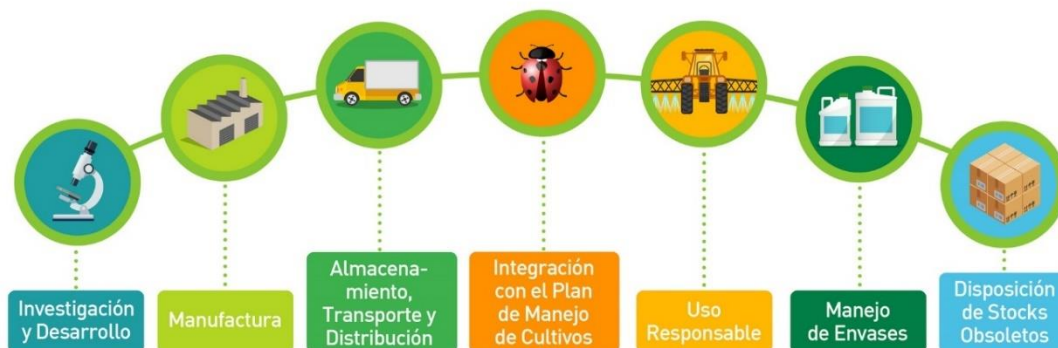 Investigación
y Desarrollo
Manufactura
Almacena-
miento,
Transporte y
Distribución
Integración
con el Plan
de Manejo
de Cultivos
Uso
Responsable
Manejo
de Envases
Disposición
de Stocks
Obsoletos